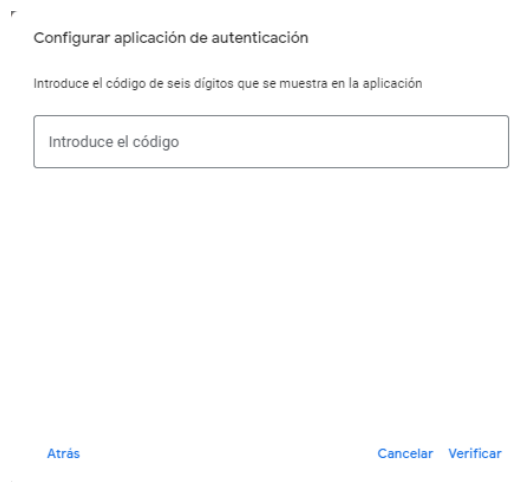 Configurar aplicación de autenticación
Introduce el código de seis dígitos que se muestra en la aplicación
Introduce el código
Atrás
Cancelar Verificar